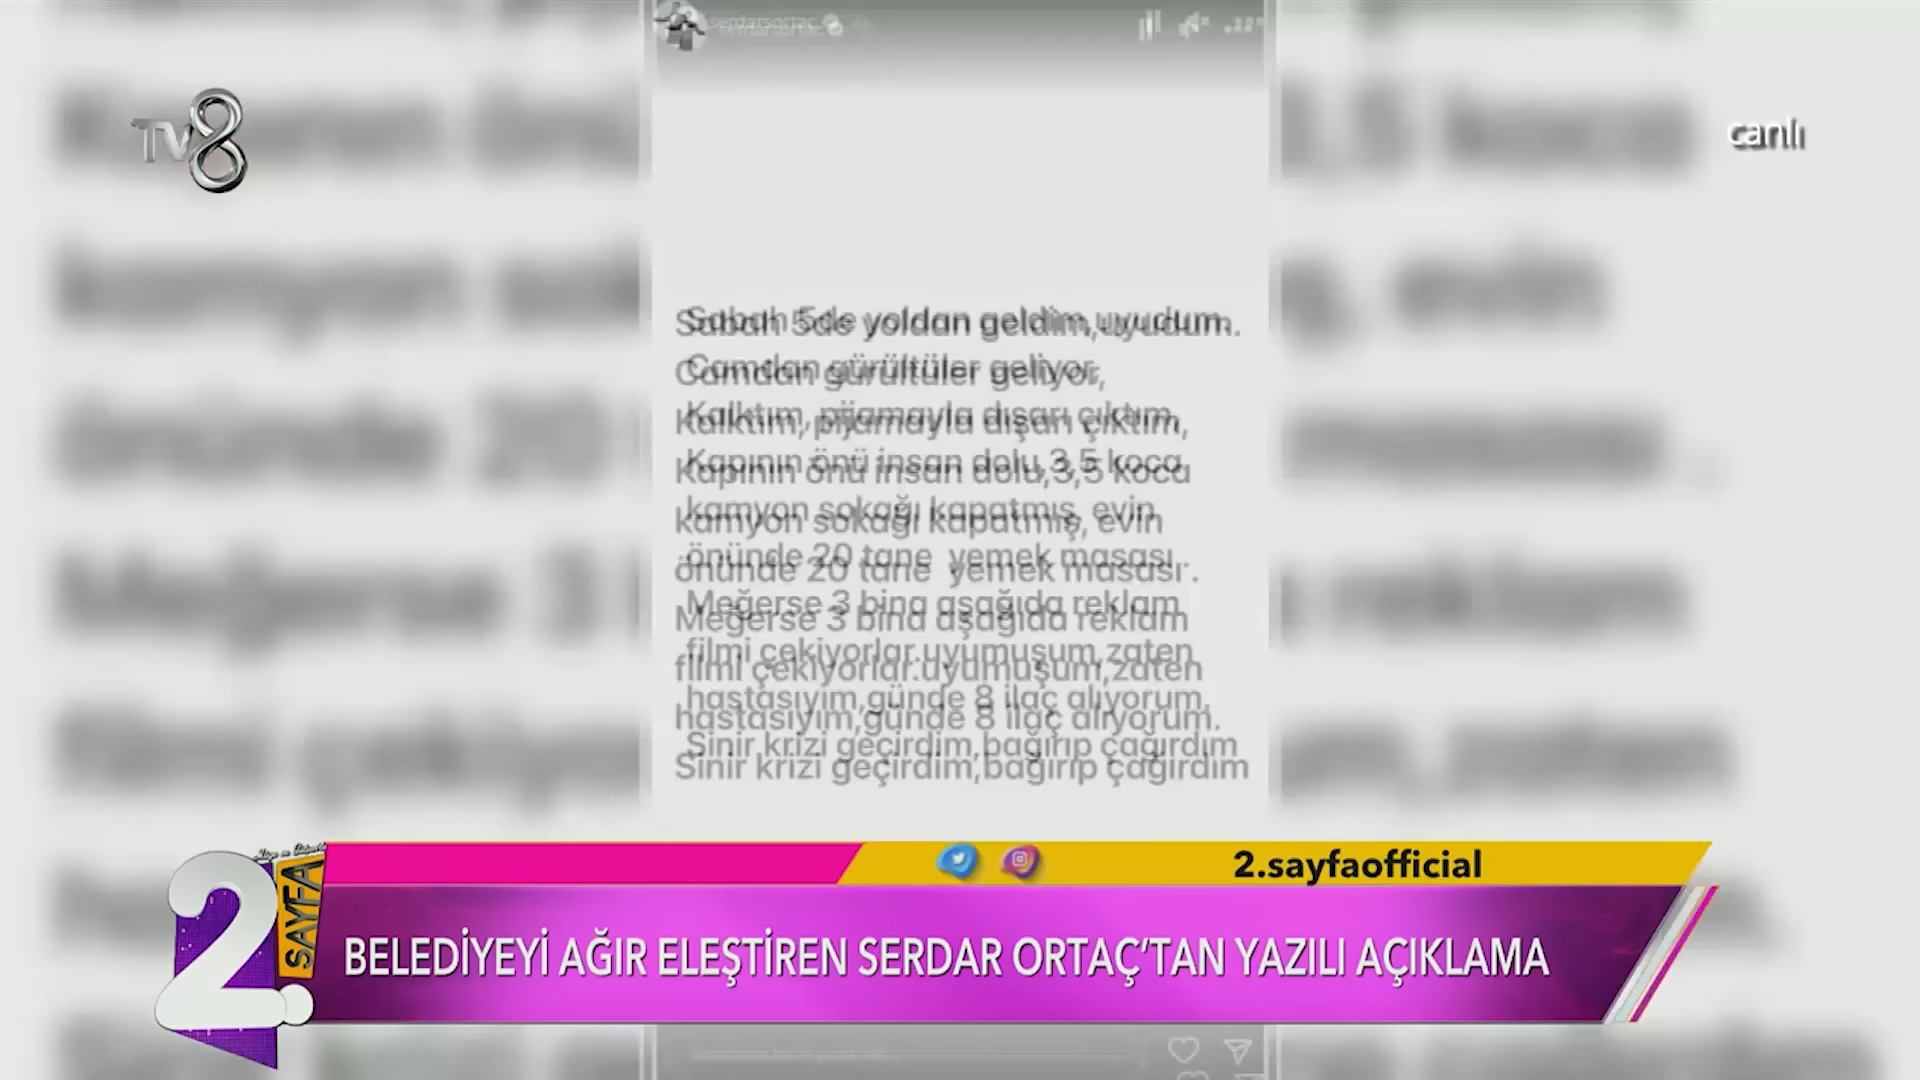 serdarsortac
TV8
canlı
Sabah 5de yoldan geldim,uyudum.
Camdan gürültüler geliyor,
Kalktım, pijamayla dışarı çıktım,
Kapının önü insan dolu,3,5 koca
kamyon sokağı kapatmış, evin
önünde 20 tane yemek masası .
Meğerse 3 bina aşağıda reklam
filmi çekiyorlar.uyumuşum,zaten
hastasıyım,günde 8 ilaç alıyorum.
Sinir krizi geçirdim,bağırıp çağırdım
2.sayfaofficial
2. SAYFA
BELEDİYEYİ AĞIR ELEŞTİREN SERDAR ORTAÇ'TAN YAZILI AÇIKLAMA